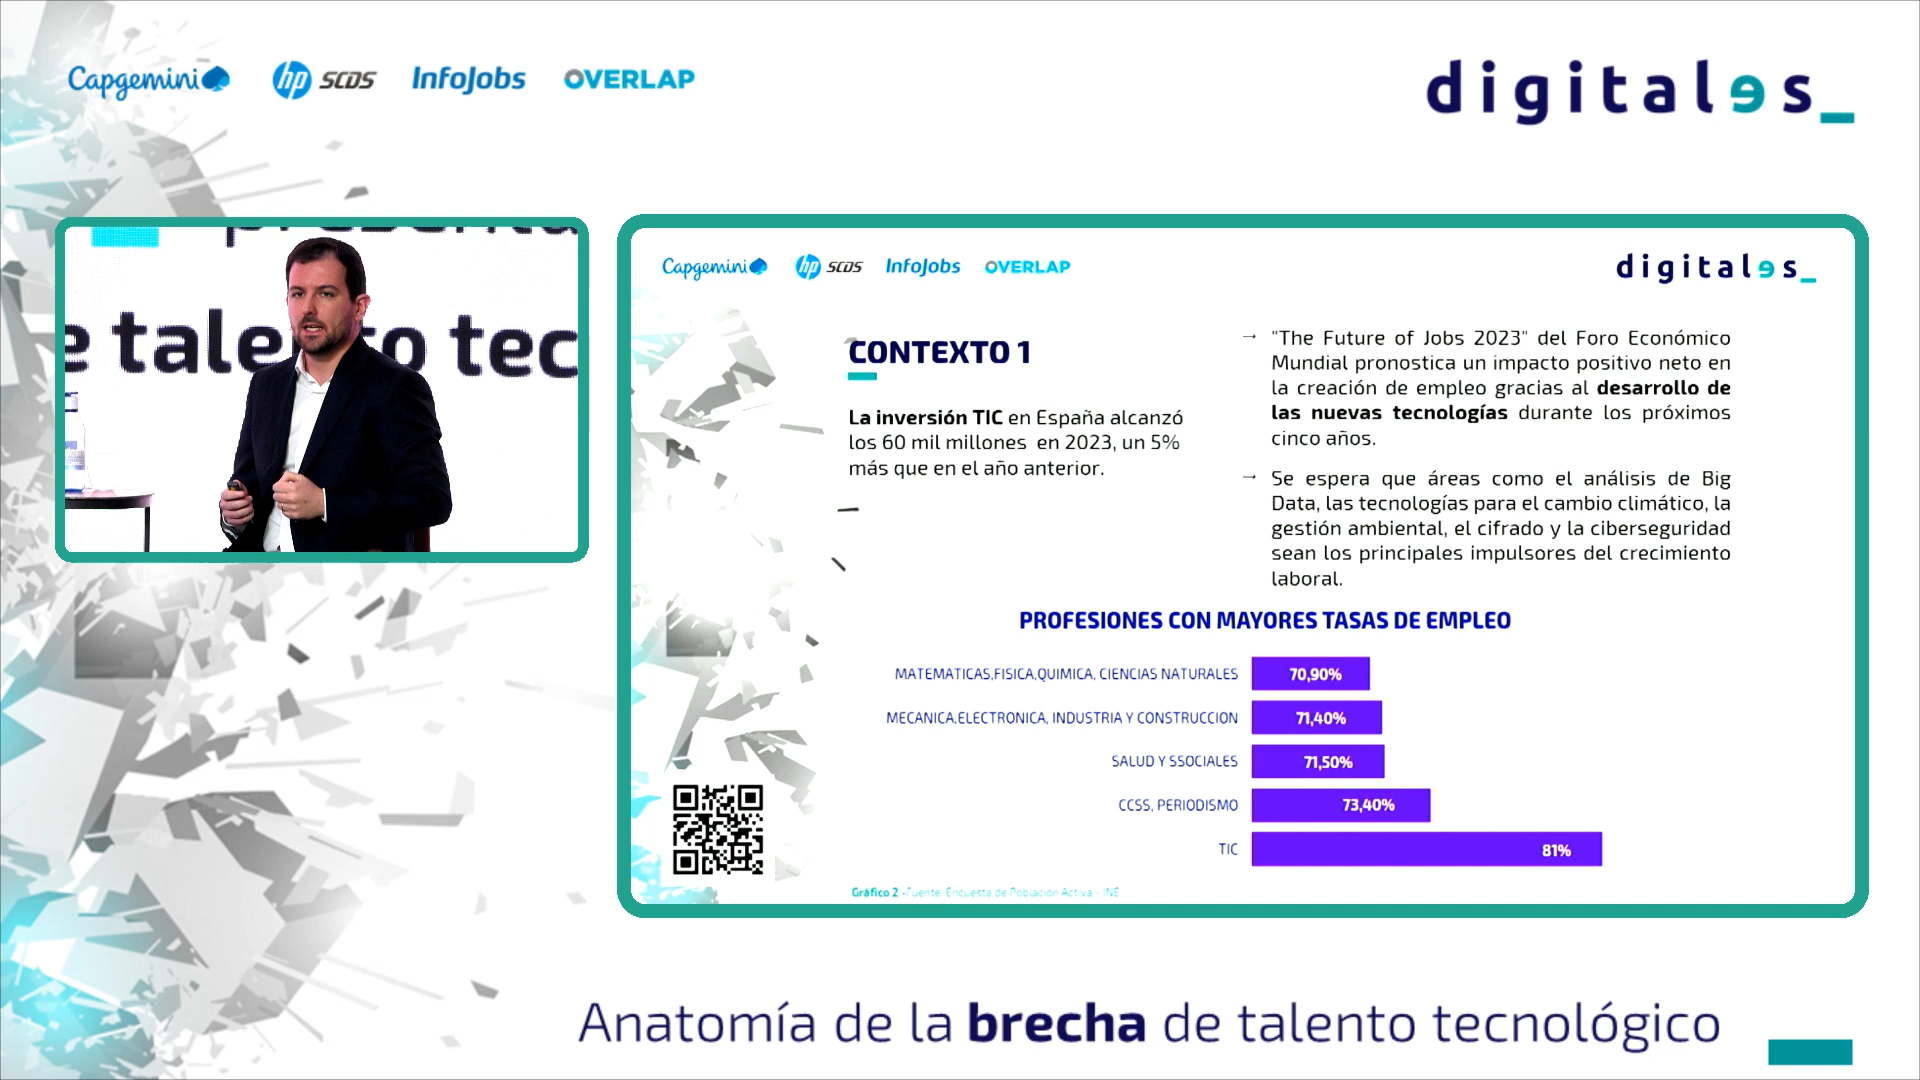 Capgemini hp SCDS InfoJobs OVERLAP
digitales_
presenta
e talento tec
Capgemini hp SCDS InfoJobs OVERLAP
digitales_
CONTEXTO 1
La inversión TIC en España alcanzó
los 60 mil millones en 2023, un 5%
más que en el año anterior.
→ "The Future of Jobs 2023" del Foro Económico
Mundial pronostica un impacto positivo neto en
la creación de empleo gracias al desarrollo de
las nuevas tecnologías durante los próximos
cinco años.
→ Se espera que áreas como el análisis de Big
Data, las tecnologías para el cambio climático, la
gestión ambiental, el cifrado y la ciberseguridad
sean los principales impulsores del crecimiento
laboral.
PROFESIONES CON MAYORES TASAS DE EMPLEO
MATEMATICAS,FISICA,QUIMICA, CIENCIAS NATURALES 70,90%
MECANICA,ELECTRONICA, INDUSTRIA Y CONSTRUCCION 71,40%
SALUD Y SSOCIALES 71,50%
CCSS, PERIODISMO 73,40%
TIC 81%
Gráfico 2 -Fuente: Encuesta de Población Activa - INE
Anatomía de la brecha de talento tecnológico